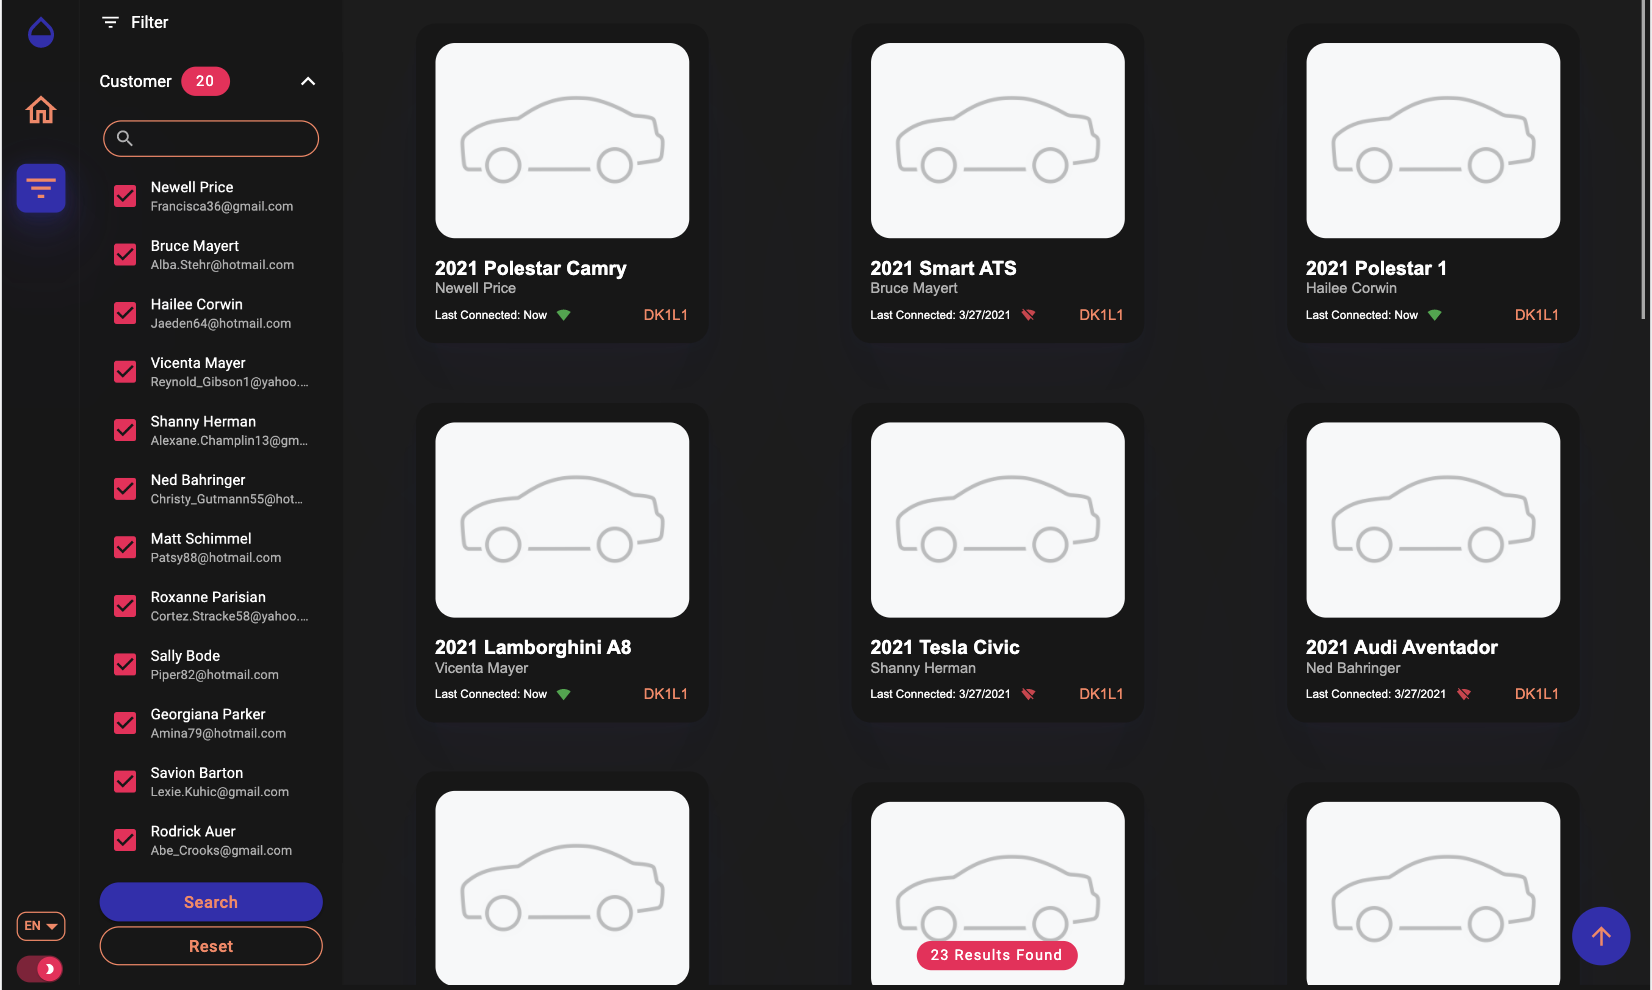 Filter
Customer 20
Newell Price
Francisca36@gmail.com
Bruce Mayert
Alba.Stehr@hotmail.com
Hailee Corwin
Jaeden64@hotmail.com
Vicenta Mayer
Reynold_Gibson1@yahoo....
Shanny Herman
Alexane.Champlin13@gm...
Ned Bahringer
Christy_Gutmann55@hot...
Matt Schimmel
Patsy88@hotmail.com
Roxanne Parisian
Cortez.Stracke58@yahoo....
Sally Bode
Piper82@hotmail.com
Georgiana Parker
Amina79@hotmail.com
Savion Barton
Lexie.Kuhic@gmail.com
Rodrick Auer
Abe_Crooks@gmail.com
Search
Reset
EN
2021 Polestar Camry
Newell Price
Last Connected: Now DK1L1
2021 Smart ATS
Bruce Mayert
Last Connected: 3/27/2021 DK1L1
2021 Polestar 1
Hailee Corwin
Last Connected: Now DK1L1
2021 Lamborghini A8
Vicenta Mayer
Last Connected: Now DK1L1
2021 Tesla Civic
Shanny Herman
Last Connected: 3/27/2021 DK1L1
2021 Audi Aventador
Ned Bahringer
Last Connected: 3/27/2021 DK1L1
23 Results Found